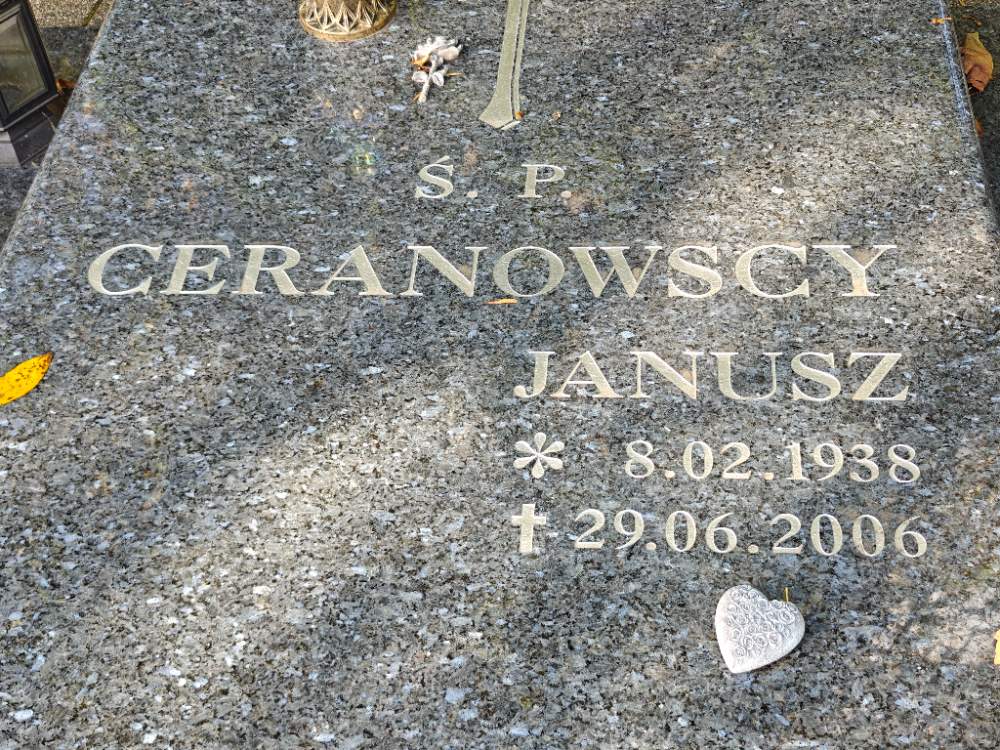 Ś. P.
CERANOWSCY
JANUSZ
* 8.02.1938
✝ 29.06.2006